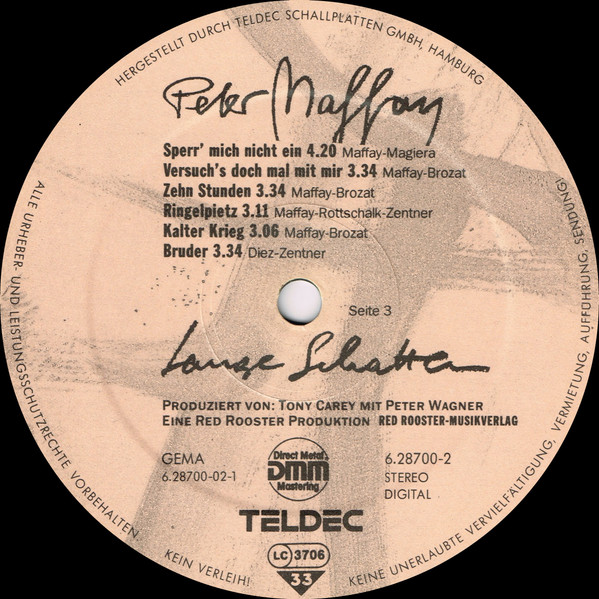 HERGESTELLT DURCH TELDEC SCHALLPLATTEN GMBH, HAMBURG
Peter Maffay
Sperr' mich nicht ein 4.20 Maffay-Magiera
Versuch's doch mal mit mir 3.34 Maffay-Brozat
Zehn Stunden 3.34 Maffay-Brozat
Ringelpietz 3.11 Maffay-Rottschalk-Zentner
Kalter Krieg 3.06 Maffay-Brozat
Bruder 3.34 Diez-Zentner
Seite 3
Lange Schatten
PRODUZIERT VON: TONY CAREY MIT PETER WAGNER
EINE RED ROOSTER PRODUKTION RED ROOSTER-MUSIKVERLAG
GEMA
6.28700-02-1
Direct Metal
DMM
Mastering
6.28700-2
STEREO
DIGITAL
TELDEC
LC 3706
33
ALLE URHEBER- UND LEISTUNGSSCHUTZRECHTE VORBEHALTEN
KEIN VERLEIH!
KEINE UNERLAUBTE VERVIELFÄLTIGUNG, VERMIETUNG, AUFFÜHRUNG, SENDUNG!